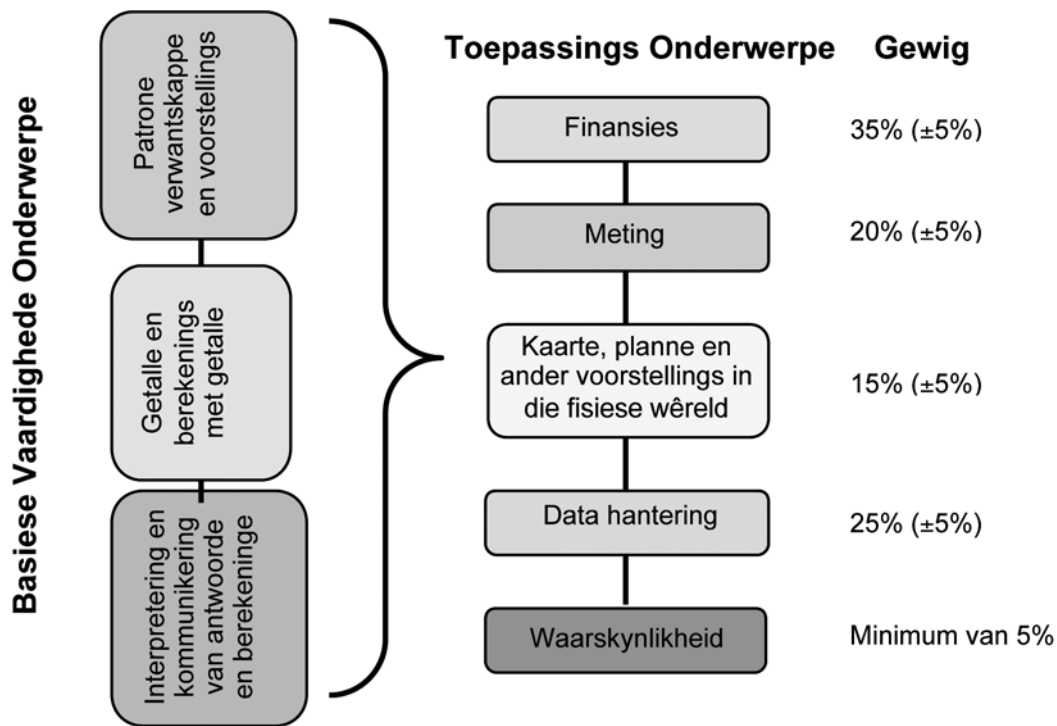 Basiese Vaardighede Onderwerpe
Patrone
verwantskappe
en voorstellings
Getalle en
berekenings
met getalle
Interpretering en
kommunikering
van antwoorde
en berekeninge
Toepassings Onderwerpe
Gewig
Finansies
35% (±5%)
Meting
20% (±5%)
Kaarte, planne en
ander voorstellings in
die fisiese wêreld
15% (±5%)
Data hantering
25% (±5%)
Waarskynlikheid
Minimum van 5%